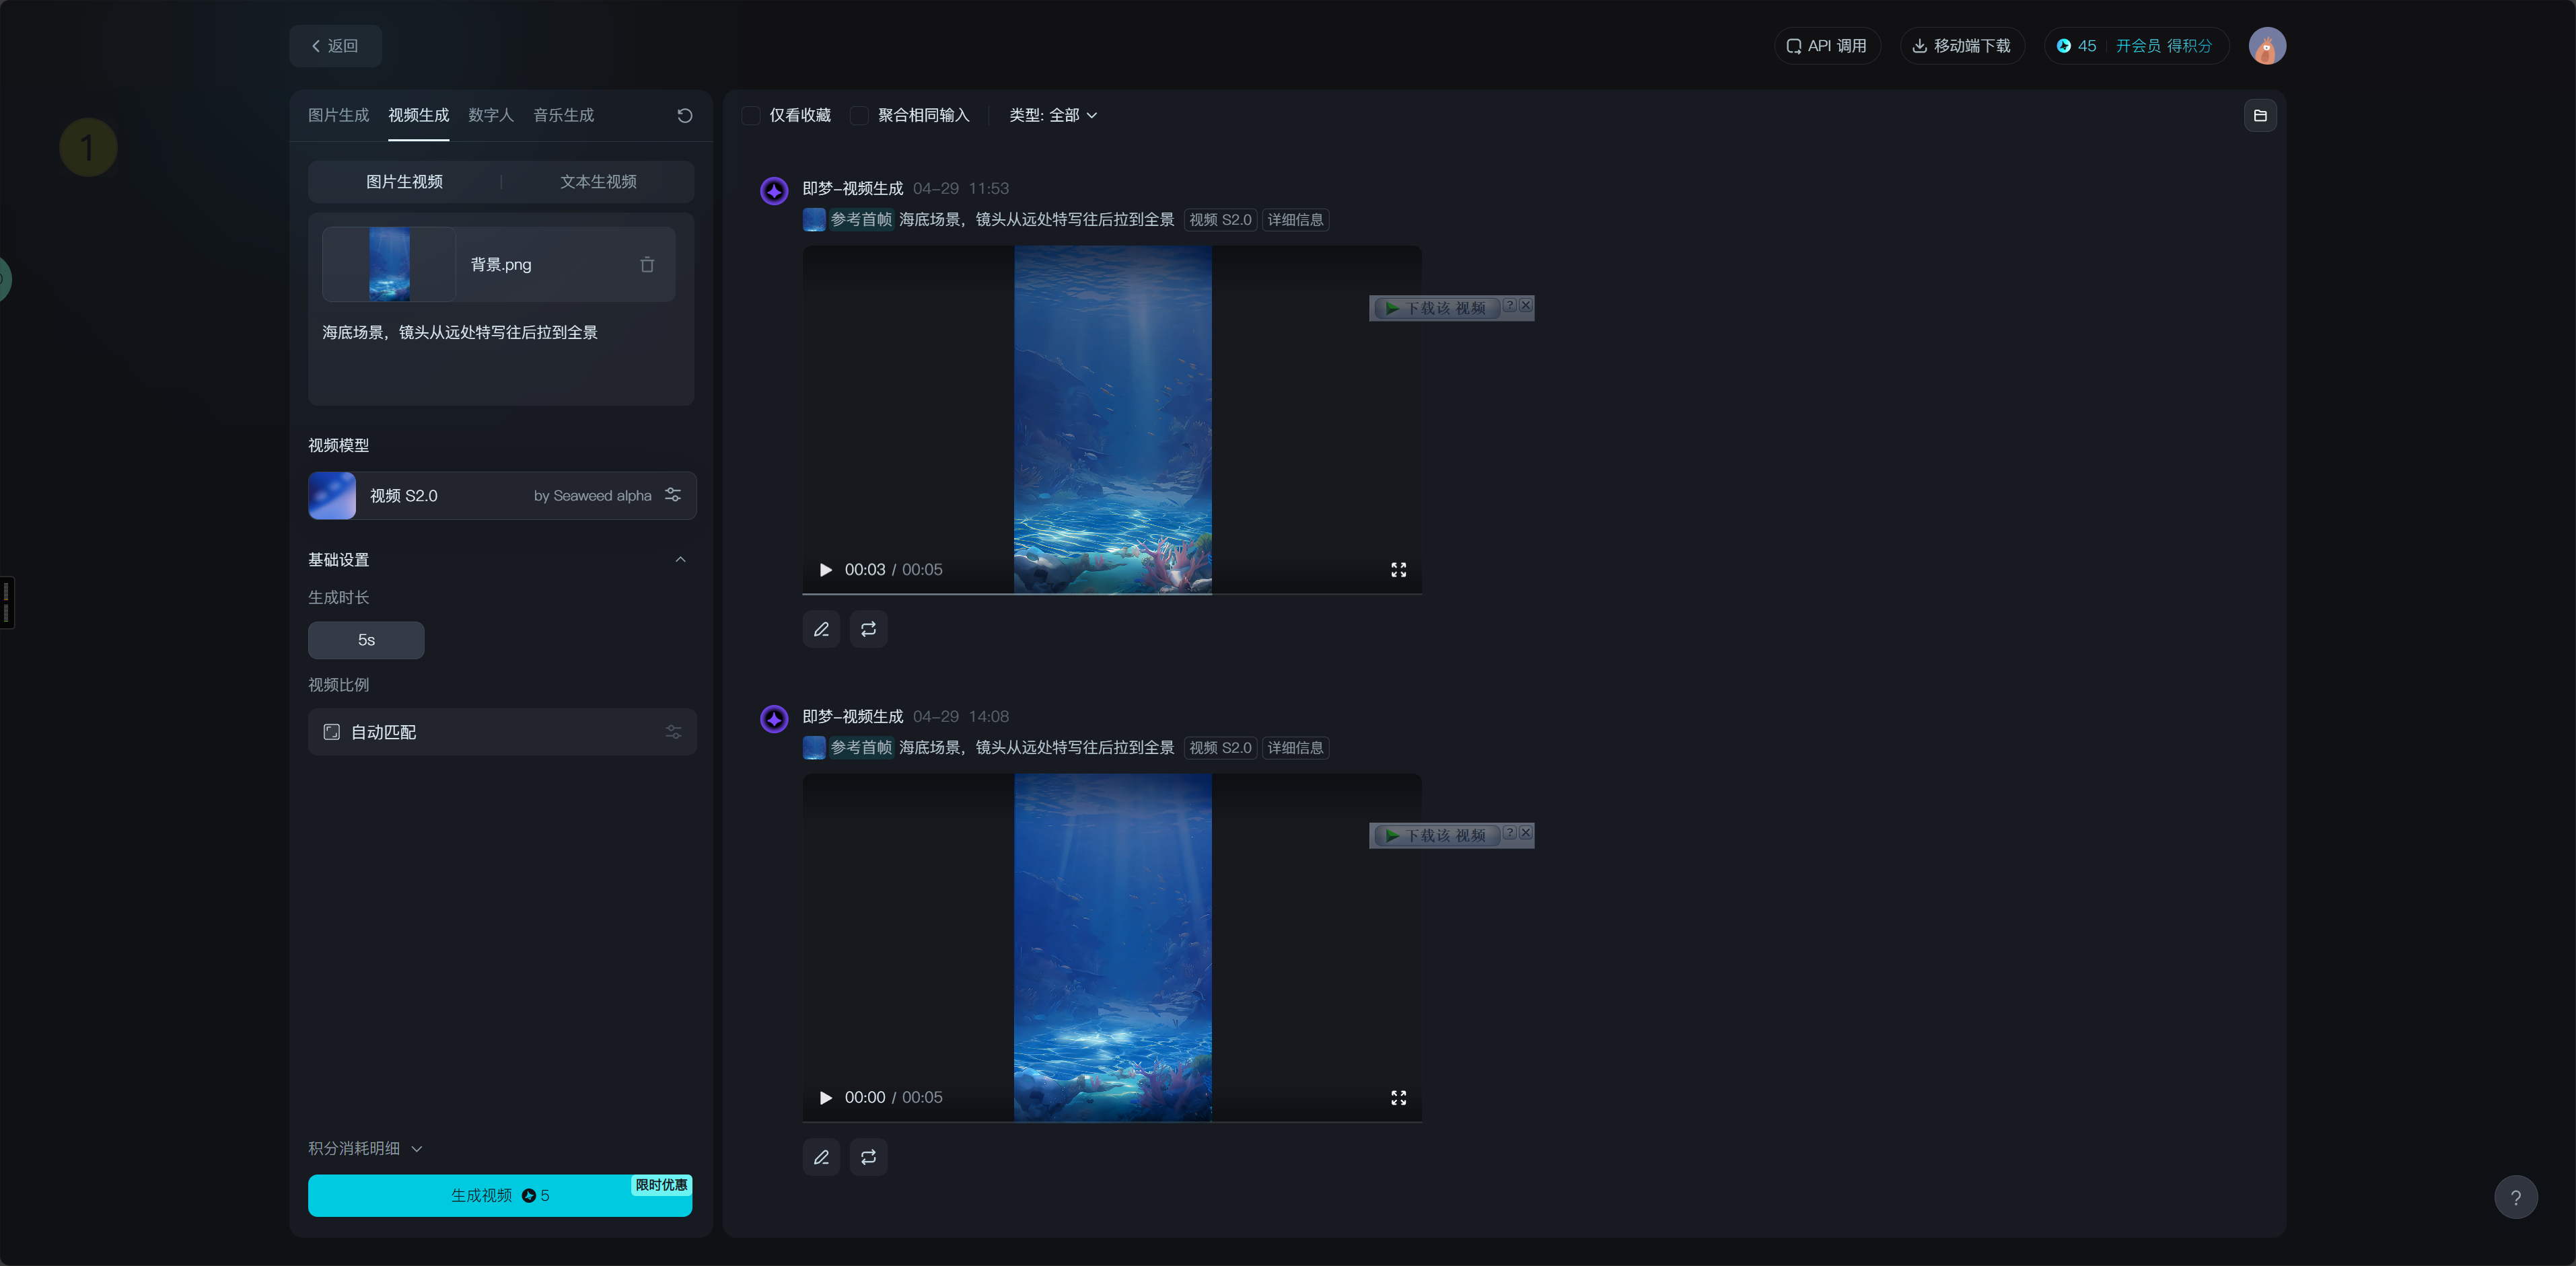 返回
API 调用
移动端下载
45
开会员 得积分
1
图片生成
视频生成
数字人
音乐生成
图片生视频
文本生视频
背景.png
海底场景，镜头从远处特写往后拉到全景
视频模型
视频 S2.0
by Seaweed alpha
基础设置
生成时长
5s
视频比例
自动匹配
积分消耗明细
限时优惠
生成视频 5
仅看收藏
聚合相同输入
类型: 全部
即梦-视频生成 04-29 11:53
参考首帧 海底场景，镜头从远处特写往后拉到全景 视频 S2.0 详细信息
下载该 视频 ?
00:03 / 00:05
即梦-视频生成 04-29 14:08
参考首帧 海底场景，镜头从远处特写往后拉到全景 视频 S2.0 详细信息
下载该 视频 ?
00:00 / 00:05
?